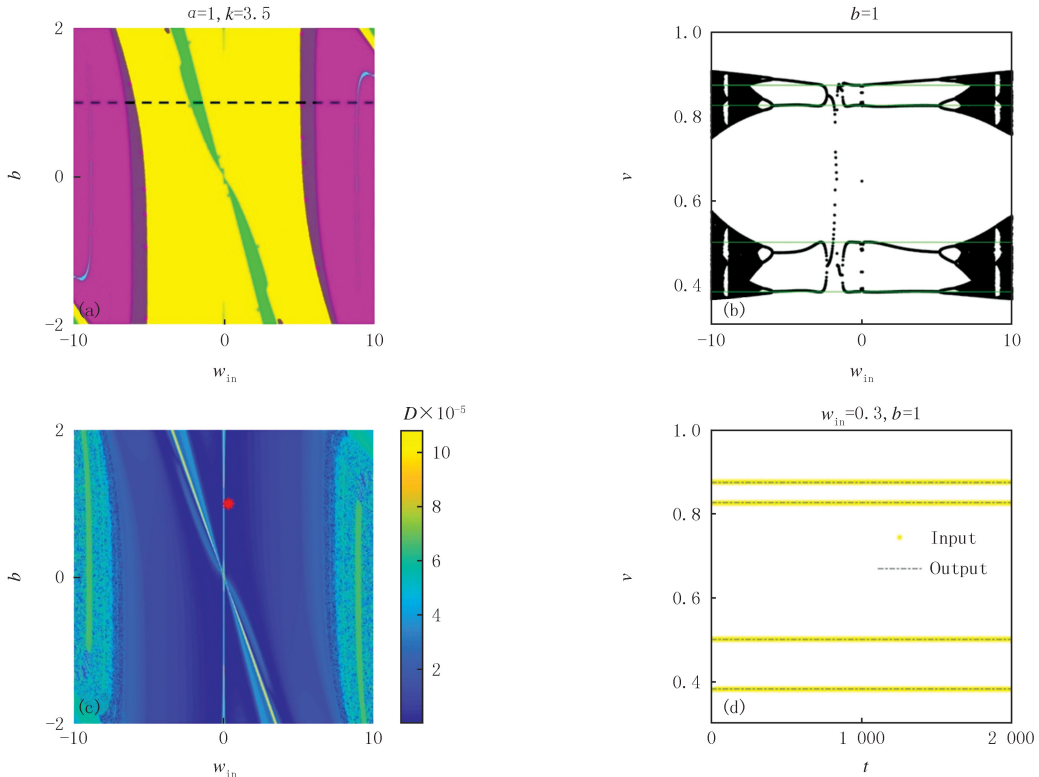 a=1, k=3.5
2
b
0
-2
(a)
-10
0
10
w_in
b=1
1.0
0.8
v
0.6
0.4
(b)
-10
0
10
w_in
D×10^-5
2
b
0
-2
(c)
-10
0
10
w_in
10
8
6
4
2
w_in=0.3, b=1
1.0
0.8
v
0.6
0.4
Input
Output
(d)
0
1 000
2 000
t